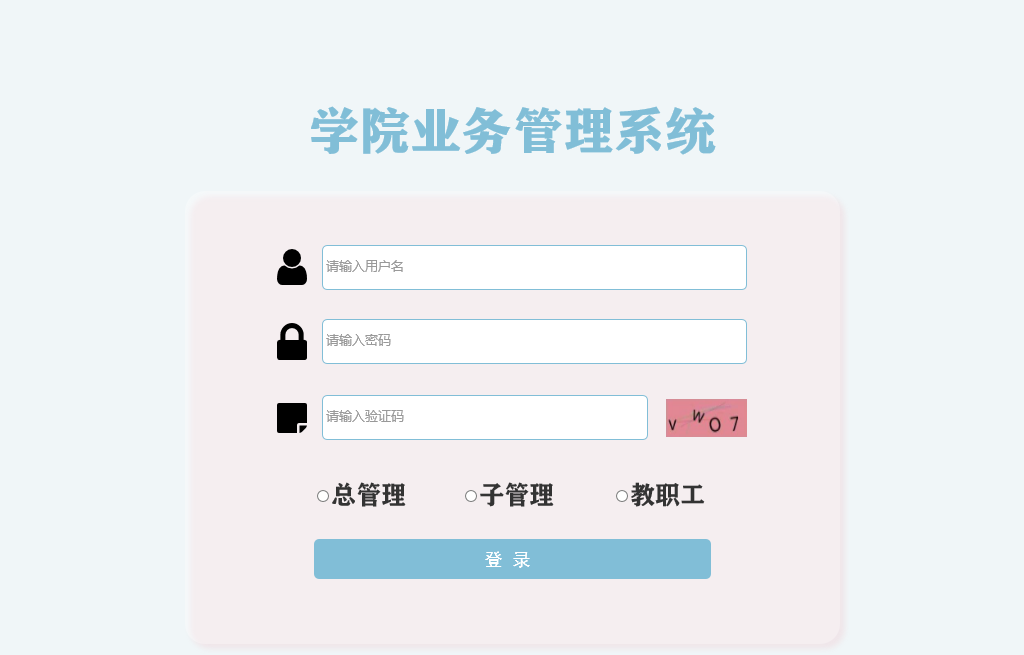 学院业务管理系统
请输入用户名
请输入密码
请输入验证码
v W O 7
总管理 子管理 教职工
登 录